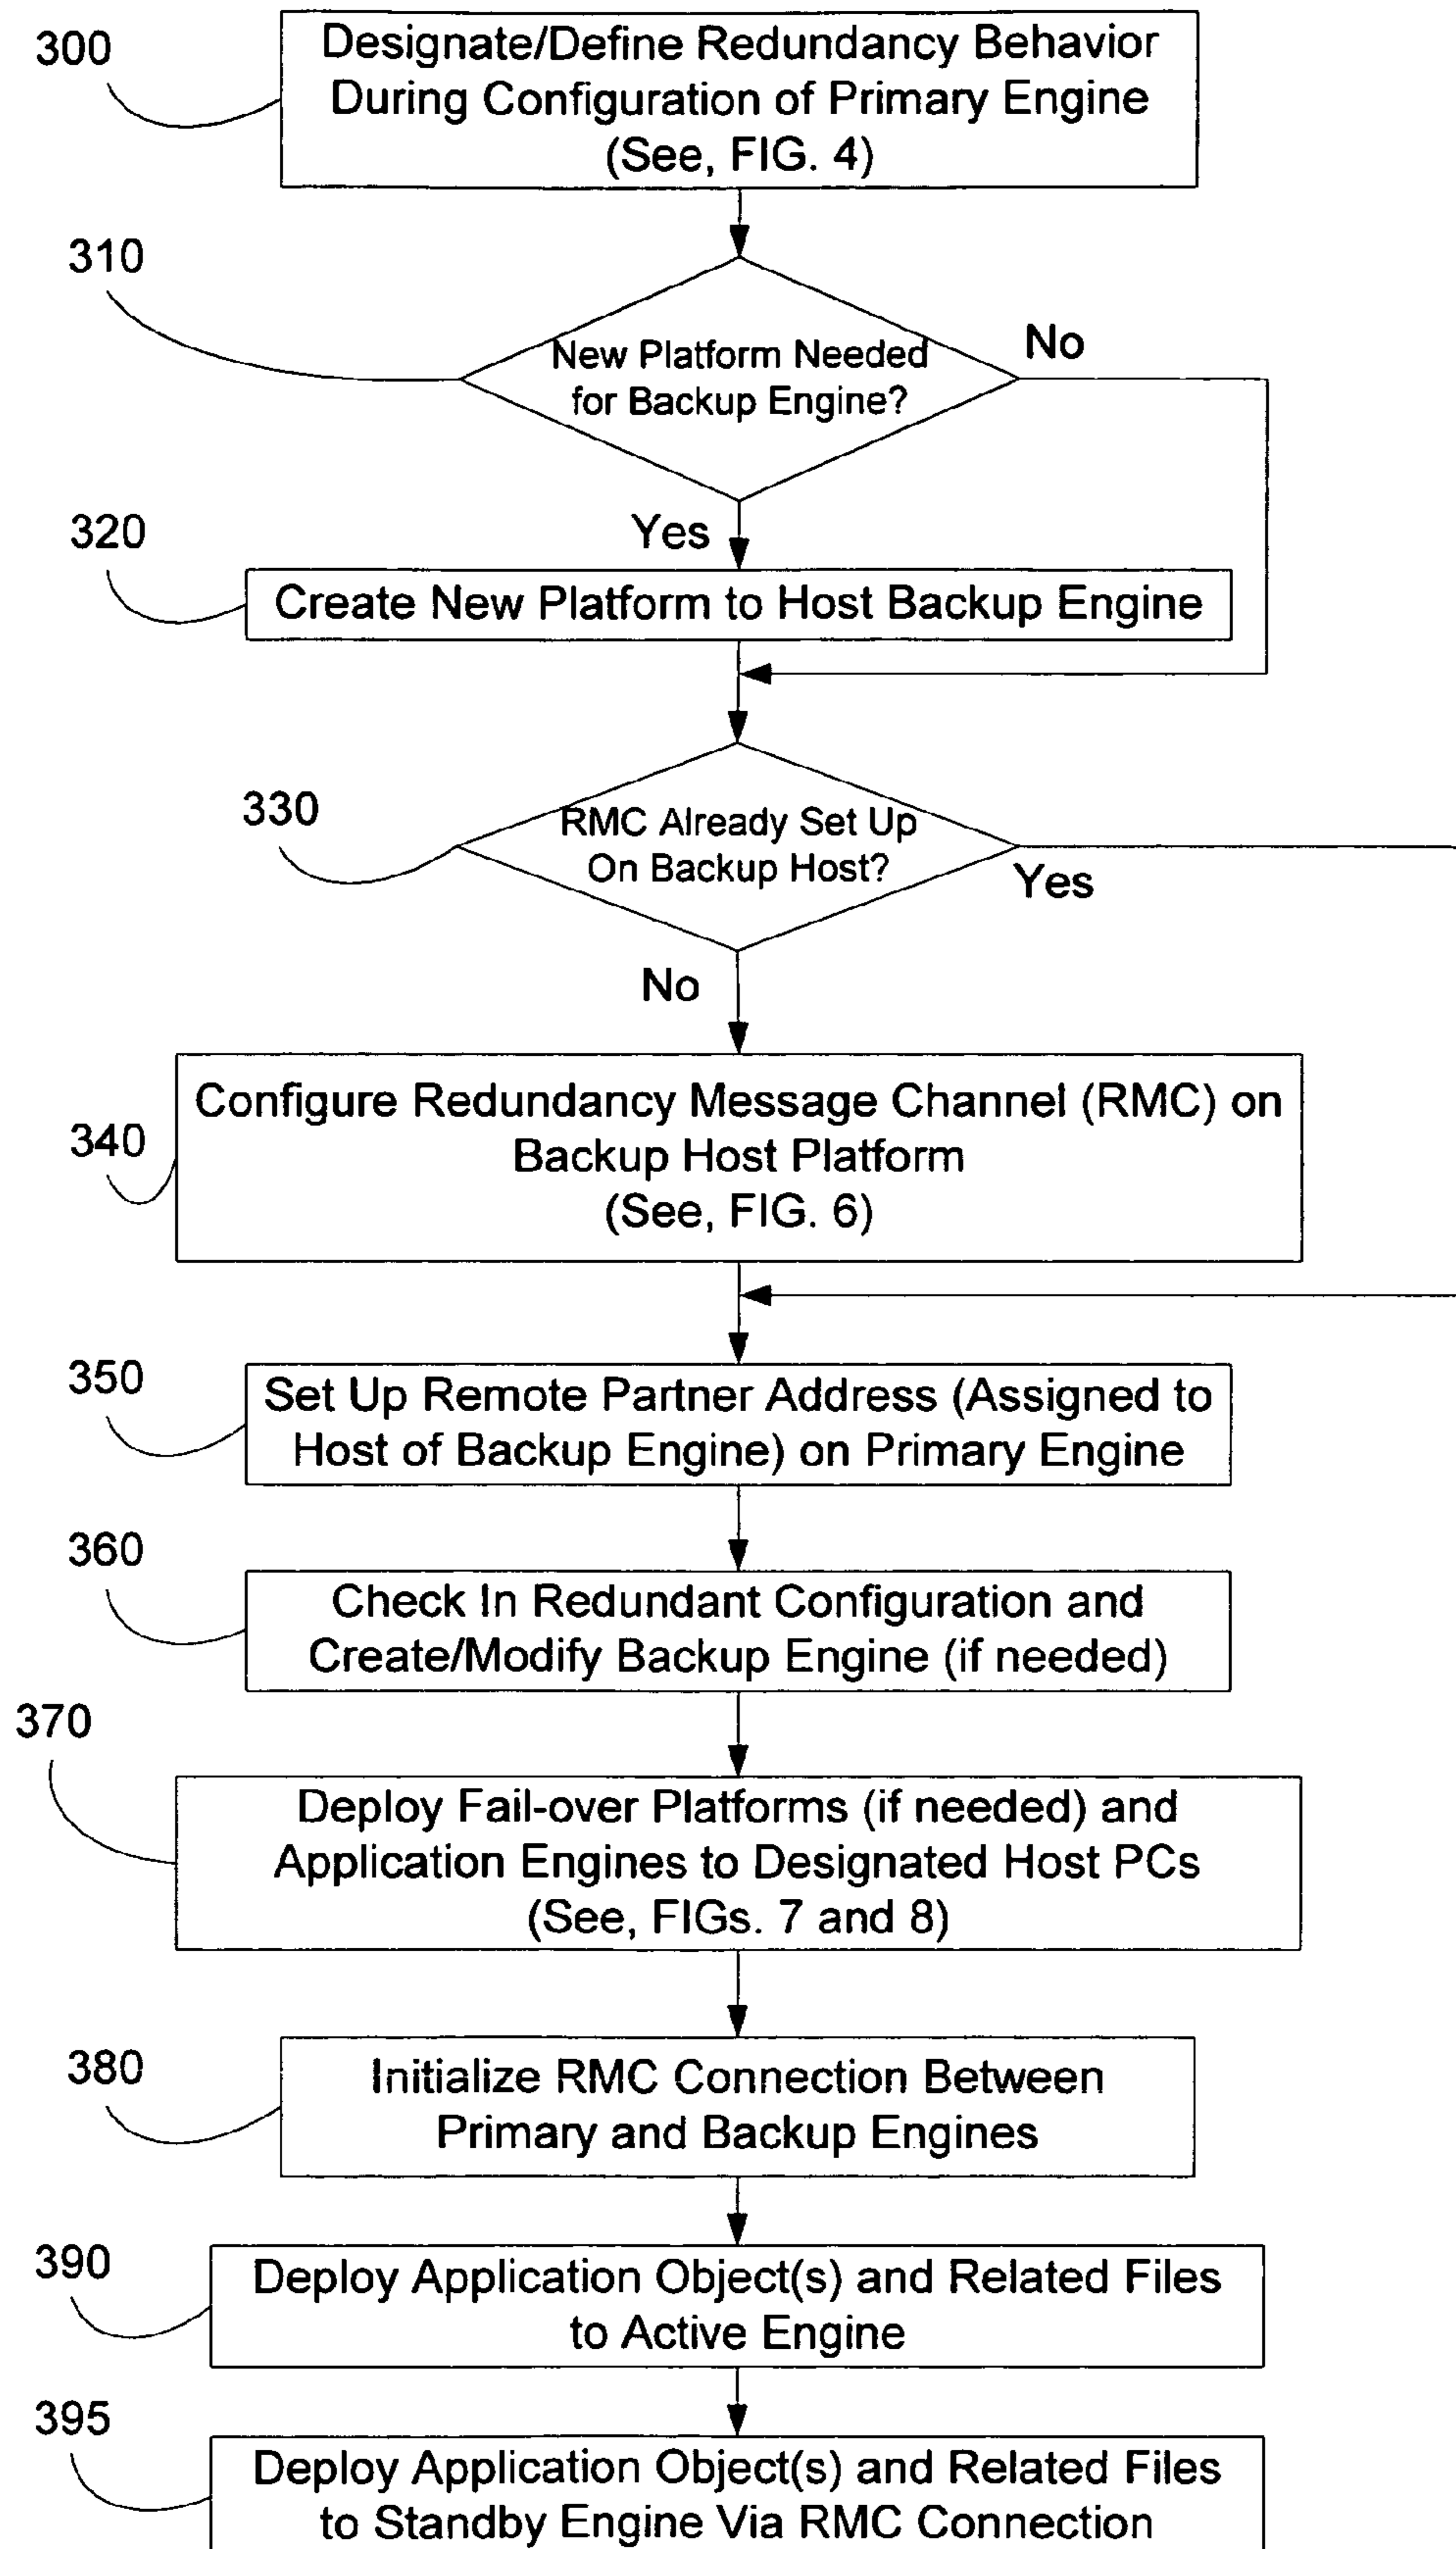 300
Designate/Define Redundancy Behavior
During Configuration of Primary Engine
(See, FIG. 4)
310
New Platform Needed
for Backup Engine?
No
Yes
320
Create New Platform to Host Backup Engine
330
RMC Already Set Up
On Backup Host?
Yes
No
340
Configure Redundancy Message Channel (RMC) on
Backup Host Platform
(See, FIG. 6)
350
Set Up Remote Partner Address (Assigned to
Host of Backup Engine) on Primary Engine
360
Check In Redundant Configuration and
Create/Modify Backup Engine (if needed)
370
Deploy Fail-over Platforms (if needed) and
Application Engines to Designated Host PCs
(See, FIGs. 7 and 8)
380
Initialize RMC Connection Between
Primary and Backup Engines
390
Deploy Application Object(s) and Related Files
to Active Engine
395
Deploy Application Object(s) and Related Files
to Standby Engine Via RMC Connection